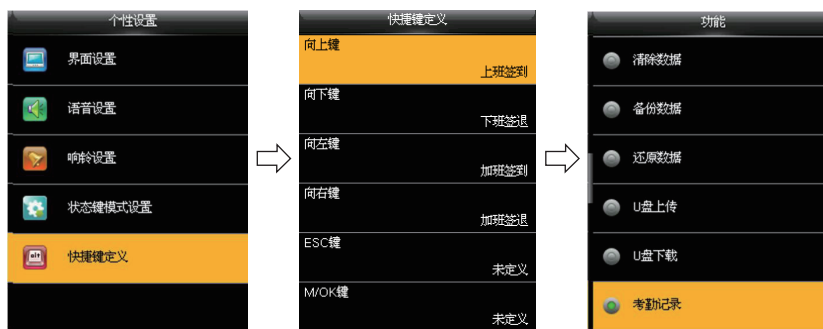 个性设置
界面设置
语音设置
响铃设置
状态键模式设置
快捷键定义
快捷键定义
向上键
上班签到
向下键
下班签退
向左键
加班签到
向右键
加班签退
ESC键
未定义
M/OK键
未定义
功能
清除数据
备份数据
还原数据
U盘上传
U盘下载
考勤记录